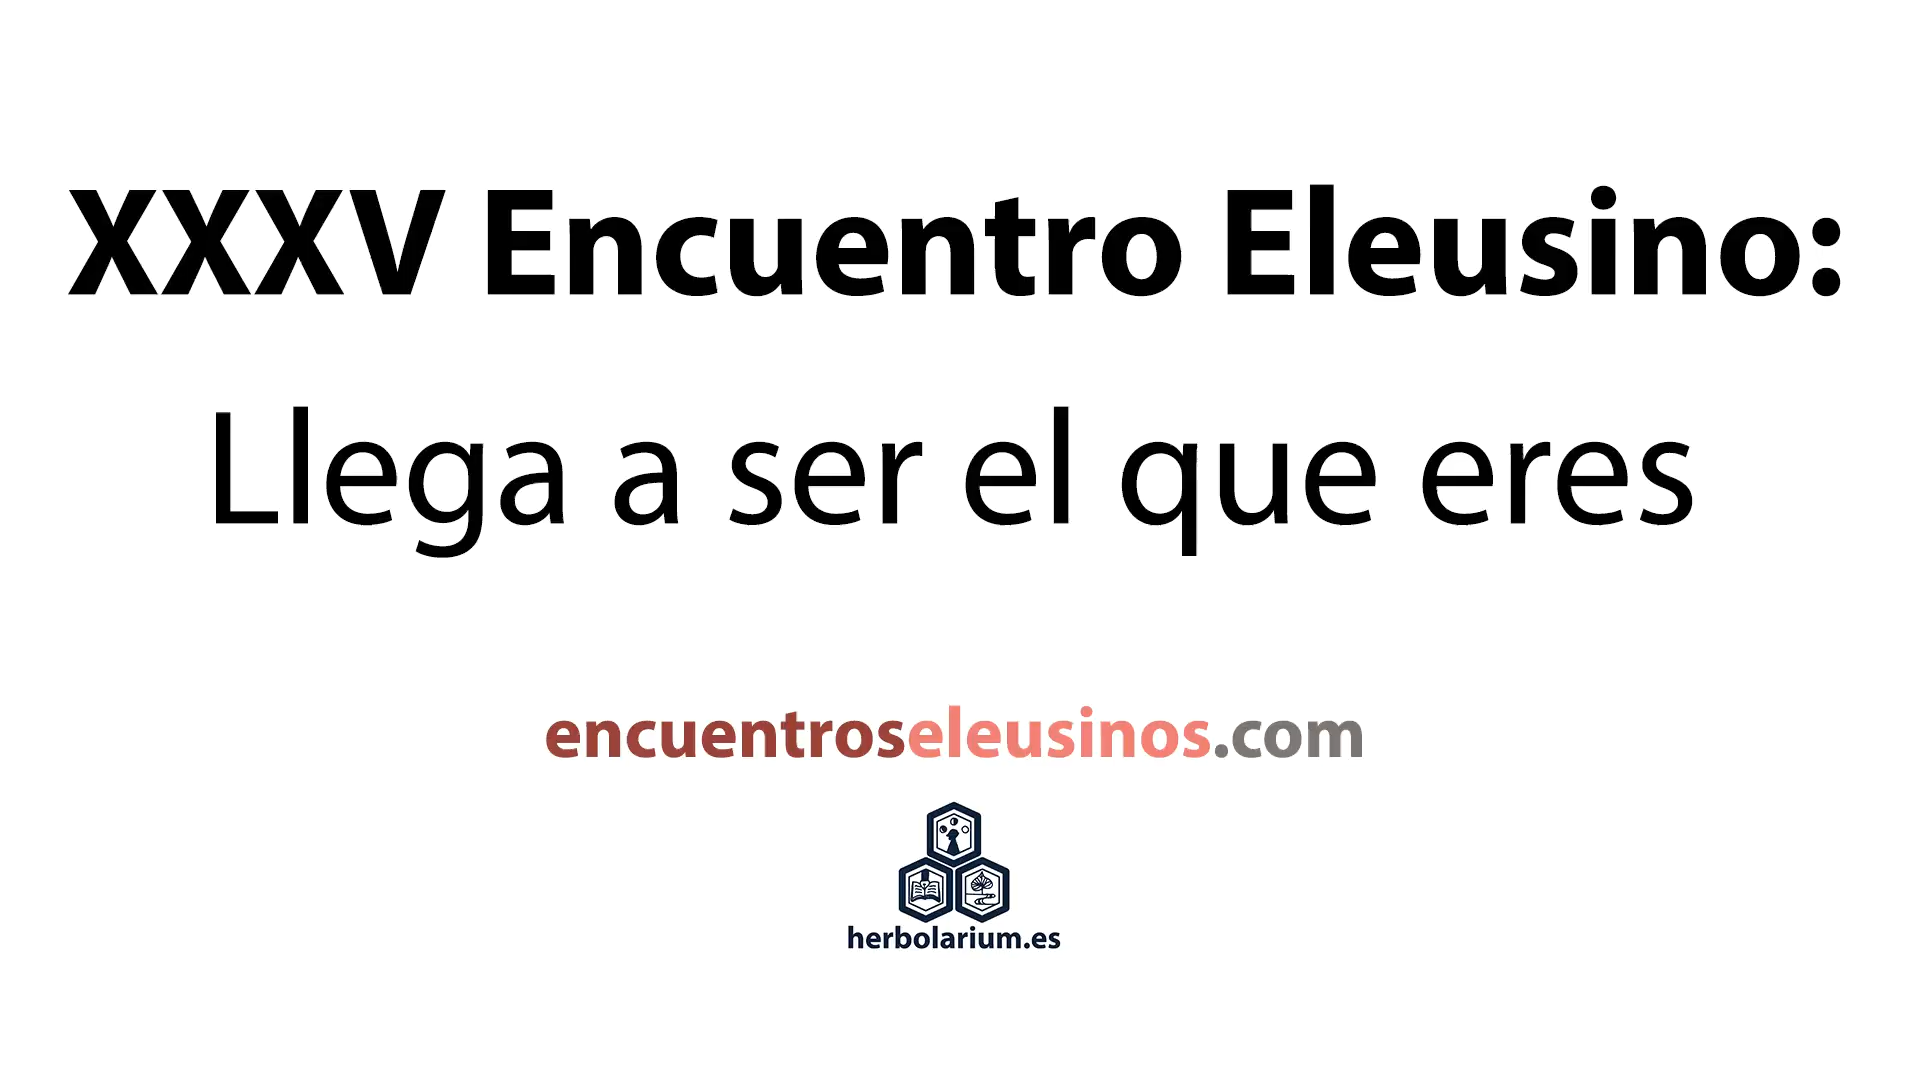 XXXV Encuentro Eleusino:
Llega a ser el que eres
encuentroseleusinos.com
herbolarium.es